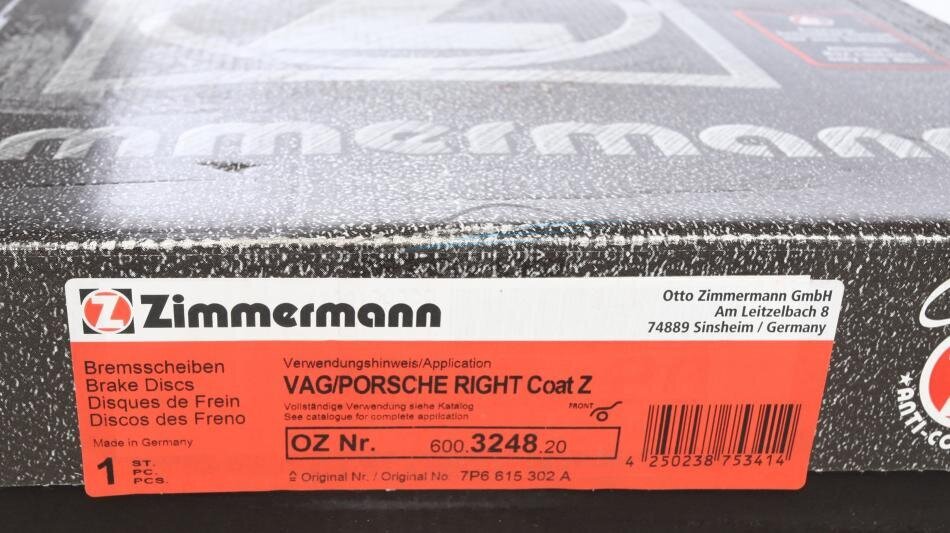 mmermann
Zimmermann
Otto Zimmermann GmbH
Am Leitzelbach 8
74889 Sinsheim / Germany
Bremsscheiben
Brake Discs
Disques de Frein
Discos des Freno
Made in Germany
1 ST.
PC.
PCS.
Verwendungshinweis/Application
VAG/PORSCHE RIGHT Coat Z
Vollständige Verwendung siehe Katalog
See catalogue for complete application
FRONT
OZ Nr. 600.3248.20
≙ Original Nr. / Original No. 7P6 615 302 A
4 250238 753414
*ANTI-CO